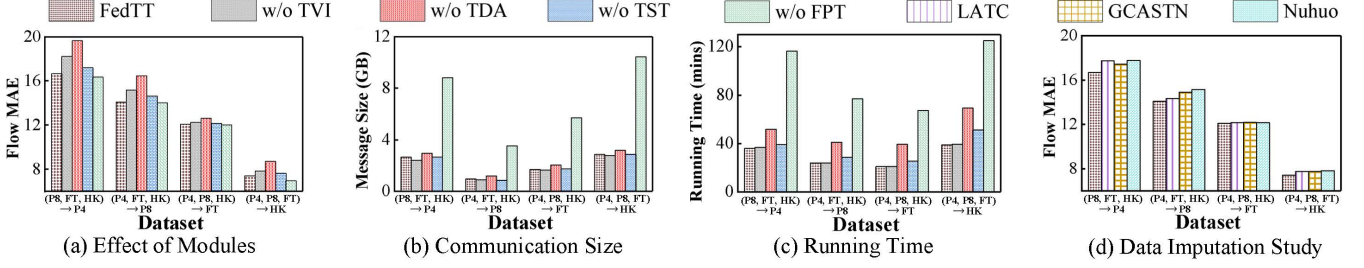 FedTT w/o TVI w/o TDA w/o TST w/o FPT LATC GCASTN Nuhuo
Flow MAE
20
16
12
8
(P8, FT, HK) (P4, FT, HK) (P4, P8, HK) (P4, P8, FT)
→P4 →P8 →FT →HK
Dataset
(a) Effect of Modules
Message Size (GB)
12
8
4
0
(P8, FT, HK) (P4, FT, HK) (P4, P8, HK) (P4, P8, FT)
→P4 →P8 →FT →HK
Dataset
(b) Communication Size
Running Time (mins)
120
80
40
0
(P8, FT, HK) (P4, FT, HK) (P4, P8, HK) (P4, P8, FT)
→P4 →P8 →FT →HK
Dataset
(c) Running Time
Flow MAE
20
16
12
8
(P8, FT, HK) (P4, FT, HK) (P4, P8, HK) (P4, P8, FT)
→P4 →P8 →FT →HK
Dataset
(d) Data Imputation Study